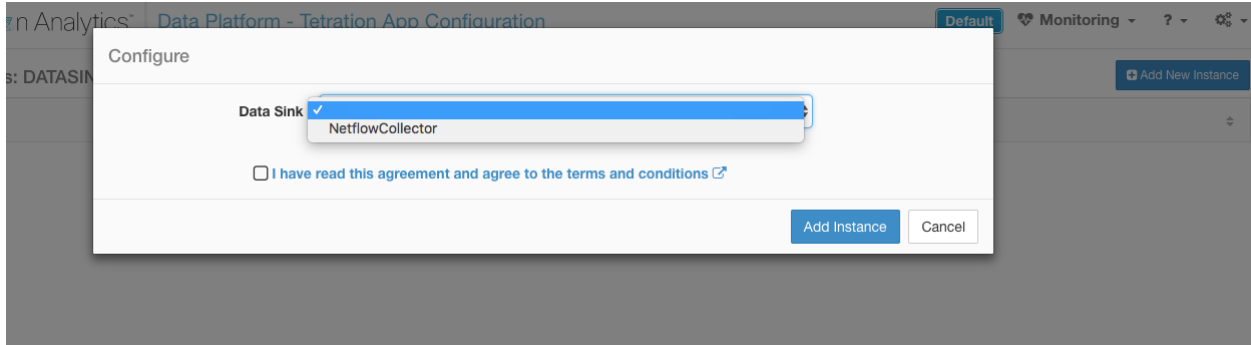 n Analytics™ Data Platform - Tetration App Configuration Default Monitoring ?
s: DATASIN Add New Instance
Configure
Data Sink
NetflowCollector
I have read this agreement and agree to the terms and conditions
Add Instance Cancel